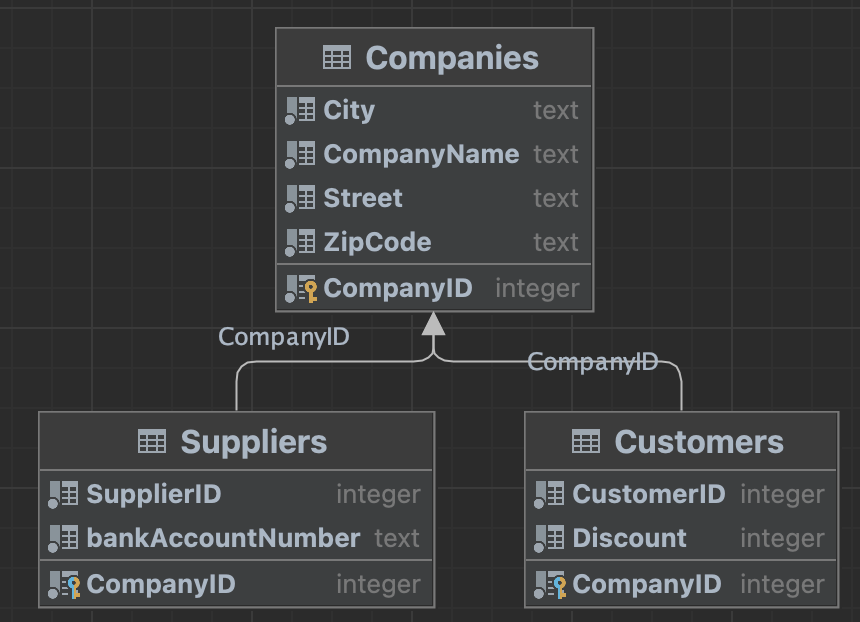 Companies
City text
CompanyName text
Street text
ZipCode text
CompanyID integer
CompanyID
CompanyID
Suppliers
SupplierID integer
bankAccountNumber text
CompanyID integer
Customers
CustomerID integer
Discount integer
CompanyID integer